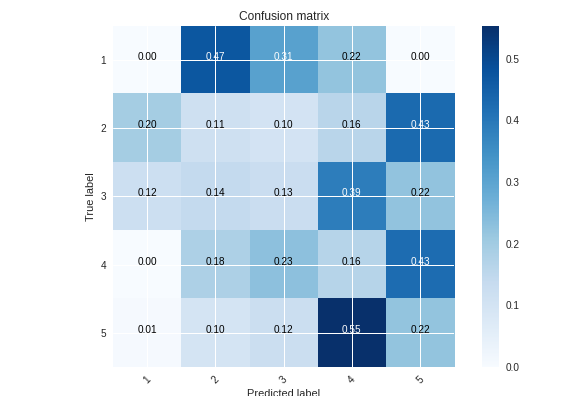 Confusion matrix
1 0.00 0.47 0.31 0.22 0.00
2 0.20 0.11 0.10 0.16 0.43
3 0.12 0.14 0.13 0.39 0.22
4 0.00 0.18 0.23 0.16 0.43
5 0.01 0.10 0.12 0.55 0.22
True label
1 2 3 4 5
Predicted label
0.5
0.4
0.3
0.2
0.1
0.0